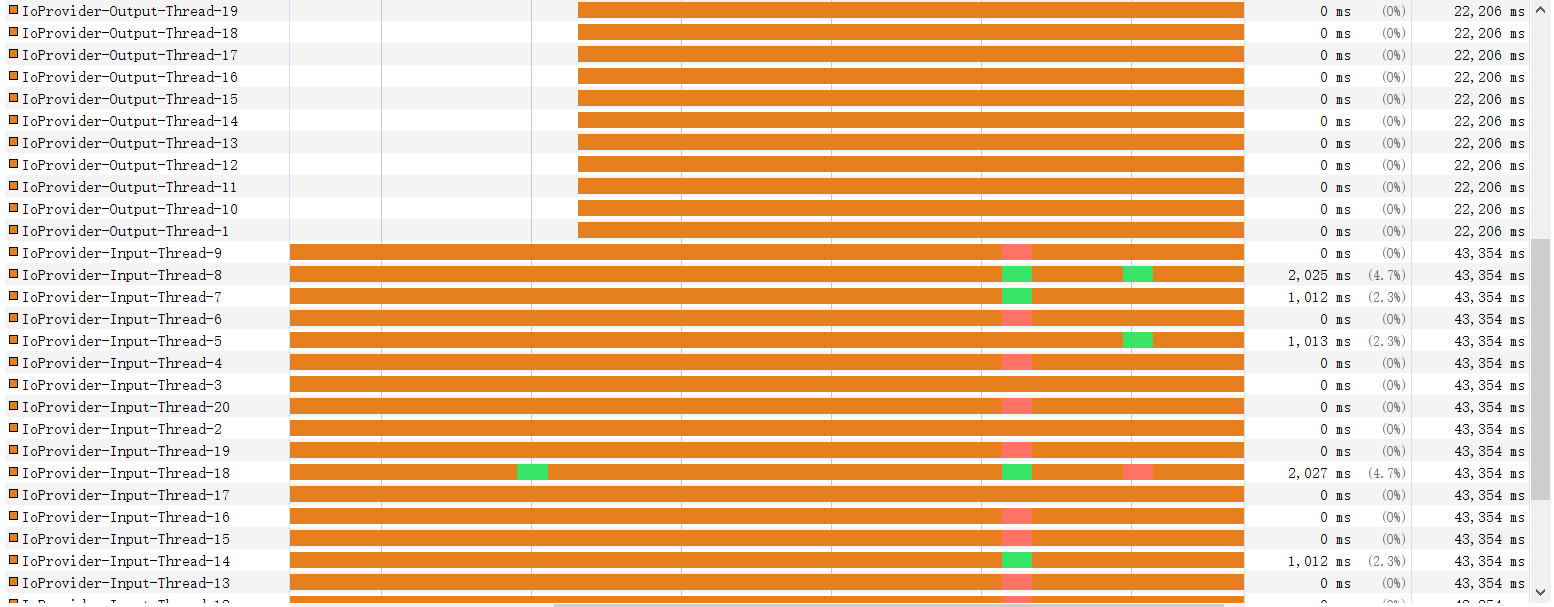 IoProvider-Output-Thread-19 0 ms (0%) 22,206 ms
IoProvider-Output-Thread-18 0 ms (0%) 22,206 ms
IoProvider-Output-Thread-17 0 ms (0%) 22,206 ms
IoProvider-Output-Thread-16 0 ms (0%) 22,206 ms
IoProvider-Output-Thread-15 0 ms (0%) 22,206 ms
IoProvider-Output-Thread-14 0 ms (0%) 22,206 ms
IoProvider-Output-Thread-13 0 ms (0%) 22,206 ms
IoProvider-Output-Thread-12 0 ms (0%) 22,206 ms
IoProvider-Output-Thread-11 0 ms (0%) 22,206 ms
IoProvider-Output-Thread-10 0 ms (0%) 22,206 ms
IoProvider-Output-Thread-1 0 ms (0%) 22,206 ms
IoProvider-Input-Thread-9 0 ms (0%) 43,354 ms
IoProvider-Input-Thread-8 2,025 ms (4.7%) 43,354 ms
IoProvider-Input-Thread-7 1,012 ms (2.3%) 43,354 ms
IoProvider-Input-Thread-6 0 ms (0%) 43,354 ms
IoProvider-Input-Thread-5 1,013 ms (2.3%) 43,354 ms
IoProvider-Input-Thread-4 0 ms (0%) 43,354 ms
IoProvider-Input-Thread-3 0 ms (0%) 43,354 ms
IoProvider-Input-Thread-20 0 ms (0%) 43,354 ms
IoProvider-Input-Thread-2 0 ms (0%) 43,354 ms
IoProvider-Input-Thread-19 0 ms (0%) 43,354 ms
IoProvider-Input-Thread-18 2,027 ms (4.7%) 43,354 ms
IoProvider-Input-Thread-17 0 ms (0%) 43,354 ms
IoProvider-Input-Thread-16 0 ms (0%) 43,354 ms
IoProvider-Input-Thread-15 0 ms (0%) 43,354 ms
IoProvider-Input-Thread-14 1,012 ms (2.3%) 43,354 ms
IoProvider-Input-Thread-13 0 ms (0%) 43,354 ms